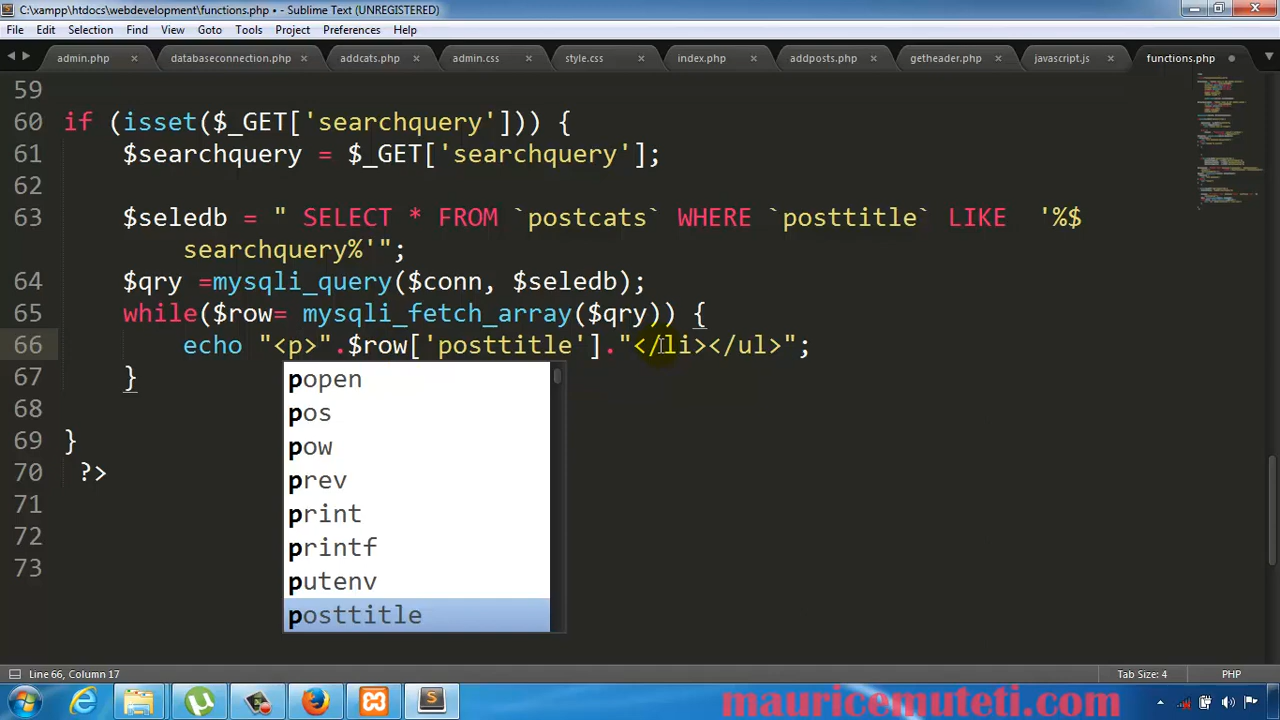 C:\xampp\htdocs\webdevelopment\functions.php • - Sublime Text (UNREGISTERED)
File Edit Selection Find View Goto Tools Project Preferences Help
admin.php × databaseconnection.php × addcats.php × admin.css × style.css × index.php × addposts.php × getheader.php × javascript.js × functions.php
59
60 if (isset($_GET['searchquery'])) {
61 $searchquery = $_GET['searchquery'];
62
63 $seledb = " SELECT * FROM `postcats` WHERE `posttitle` LIKE  '%$
searchquery%'";
64 $qry =mysqli_query($conn, $seledb);
65 while($row= mysqli_fetch_array($qry)) {
66 echo "<p>".$row['posttitle']."</li></ul>";
67 }
68
69 }
70 ?>
71
72
73
popen
pos
pow
prev
print
printf
putenv
posttitle
Line 66, Column 17 Tab Size: 4 PHP
mauricemuteti.com